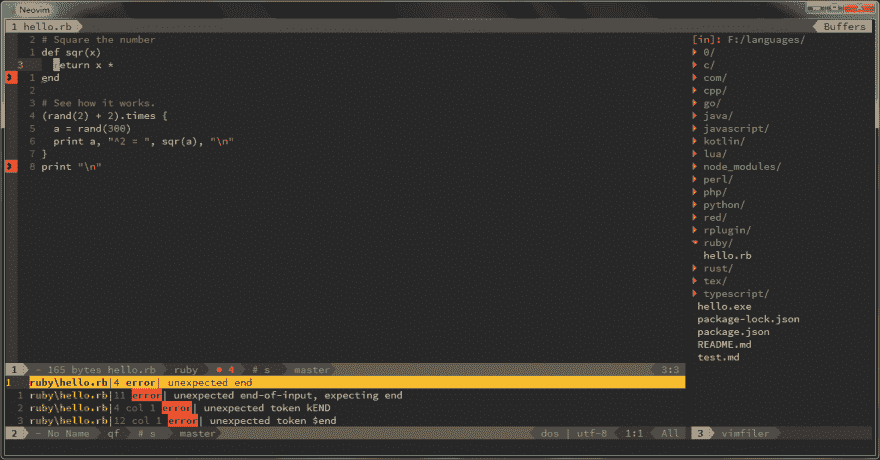 Neovim
1 hello.rb
Buffers
2 # Square the number
1 def sqr(x)
3 return x *
1 end
2
3 # See how it works.
4 (rand(2) + 2).times {
5 a = rand(300)
6 print a, "^2 = ", sqr(a), "\n"
7 }
8 print "\n"
1 - 165 bytes hello.rb ruby ● 4 # s master 3:3
1 ruby\hello.rb|4 error| unexpected end
1 ruby\hello.rb|11 error| unexpected end-of-input, expecting end
2 ruby\hello.rb|4 col 1 error| unexpected token kEND
3 ruby\hello.rb|12 col 1 error| unexpected token $end
2 - No Name qf # s master dos | utf-8 1:1 All
[in]: F:/languages/
0/
c/
com/
cpp/
go/
java/
javascript/
kotlin/
lua/
node_modules/
perl/
php/
python/
red/
rplugin/
ruby/
hello.rb
rust/
tex/
typescript/
hello.exe
package-lock.json
package.json
README.md
test.md
3 vimfiler